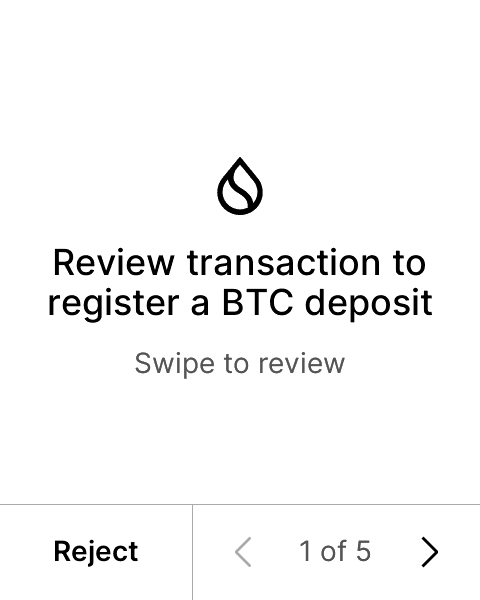 Review transaction to
register a BTC deposit
Swipe to review
Reject
1 of 5